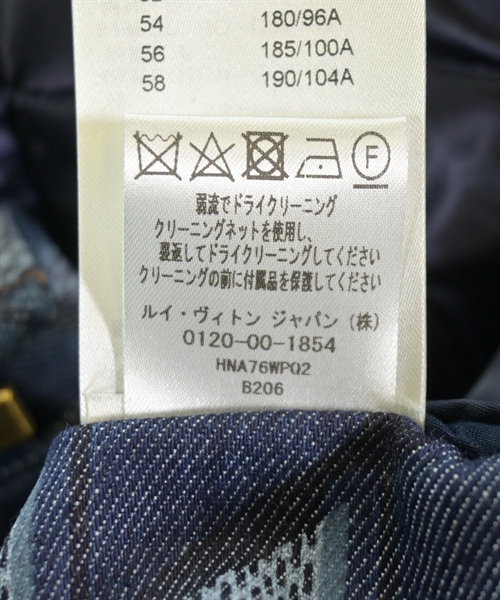 54 180/96A
56 185/100A
58 190/104A
F
弱流でドライクリーニング
クリーニングネットを使用し、
裏返してドライクリーニングしてください
クリーニングの前に付属品を保護してください
ルイ・ヴィトン ジャパン (株)
0120-00-1854
HNA76WPQ2
B206